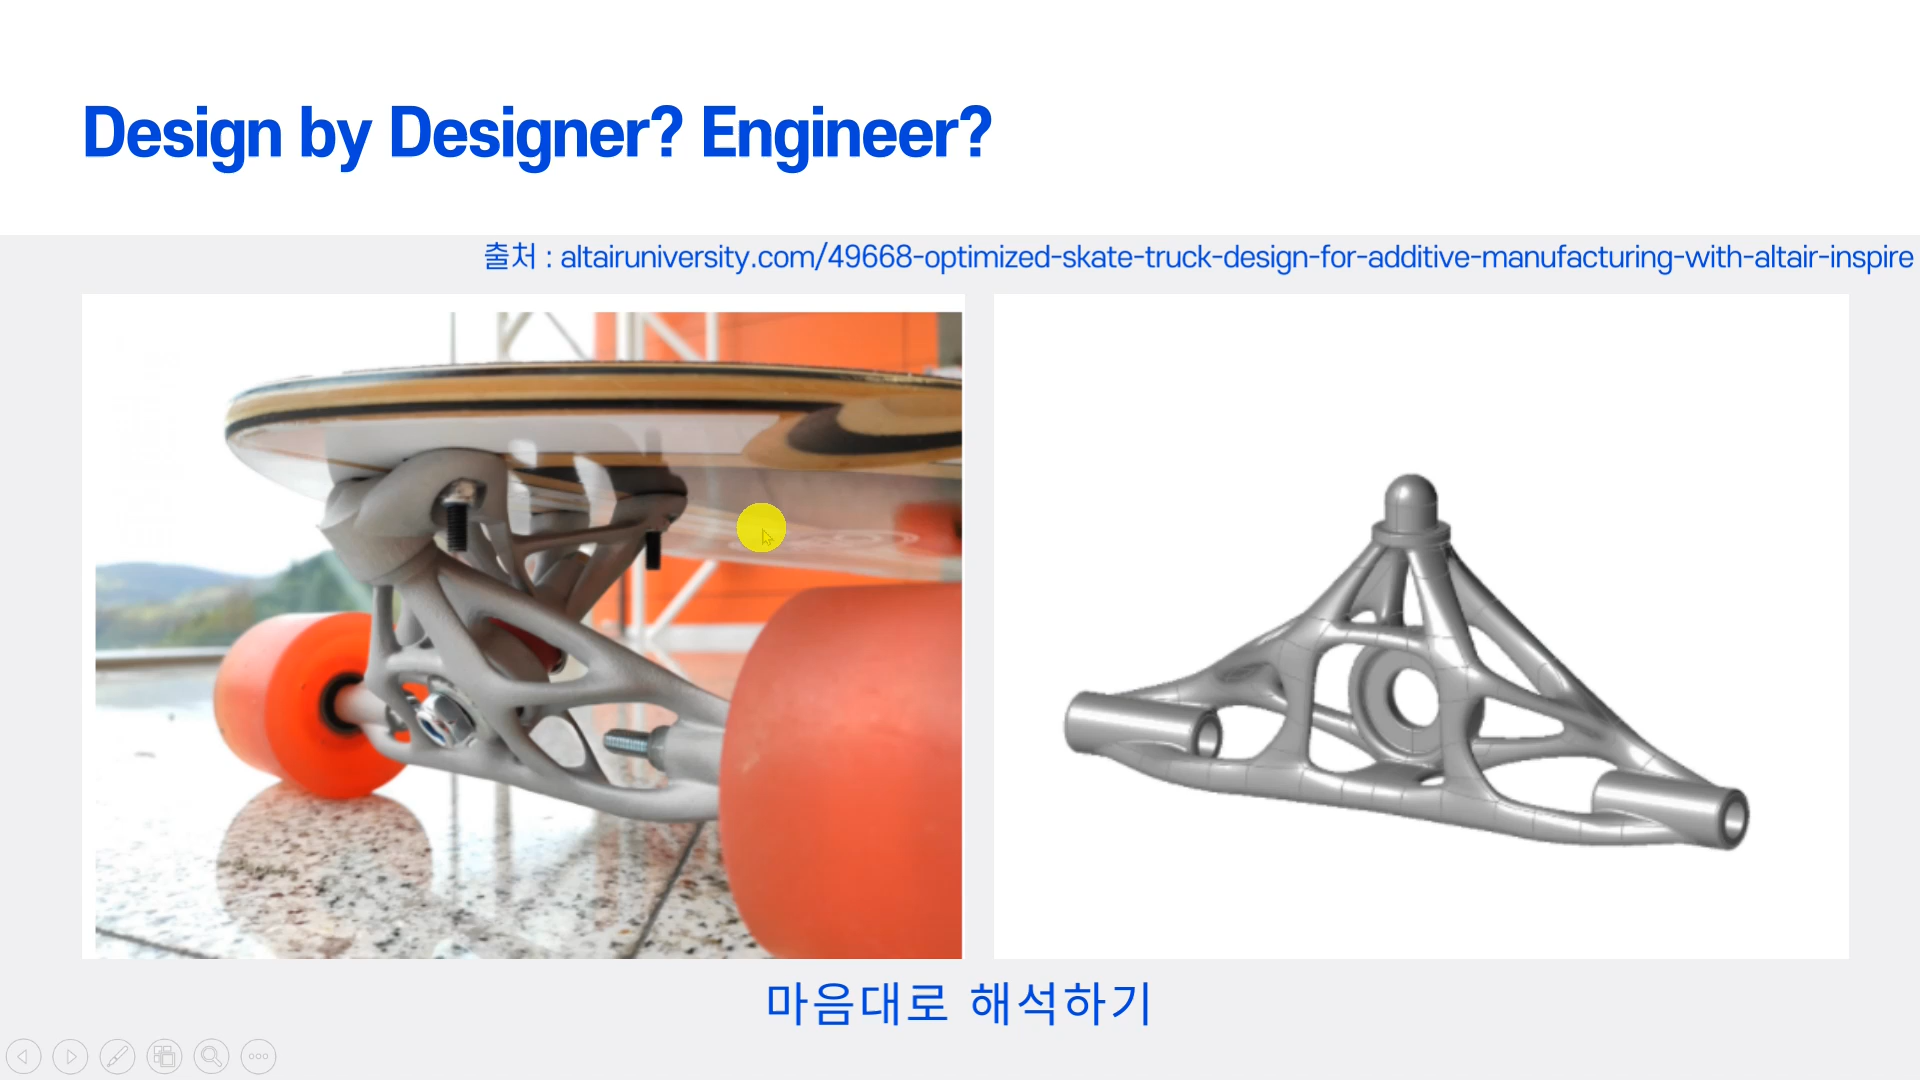 Design by Designer? Engineer?
출처 : altairuniversity.com/49668-optimized-skate-truck-design-for-additive-manufacturing-with-altair-inspire
마음대로 해석하기